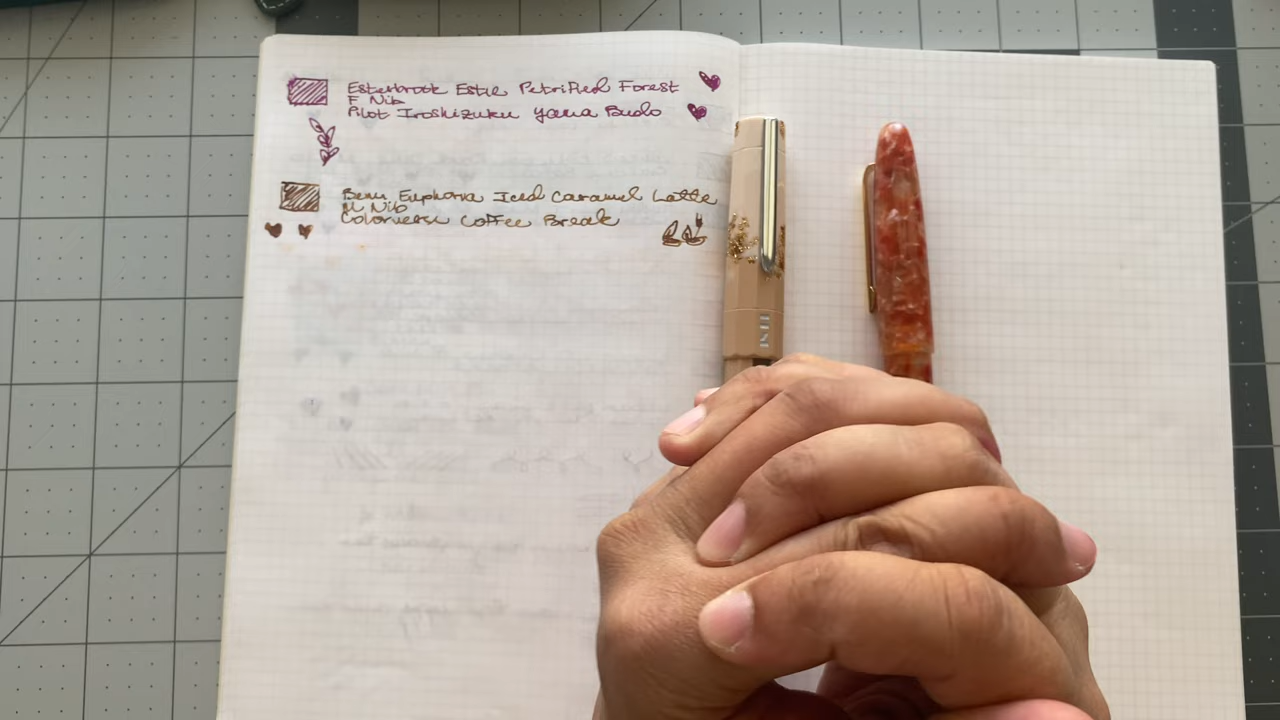 Esterbrook Estie Petrified Forest
F Nib
Pilot Iroshizuku yama Budo
Benu Euphoria Iced Caramel Latte
M Nib
Colorverse Coffee Break